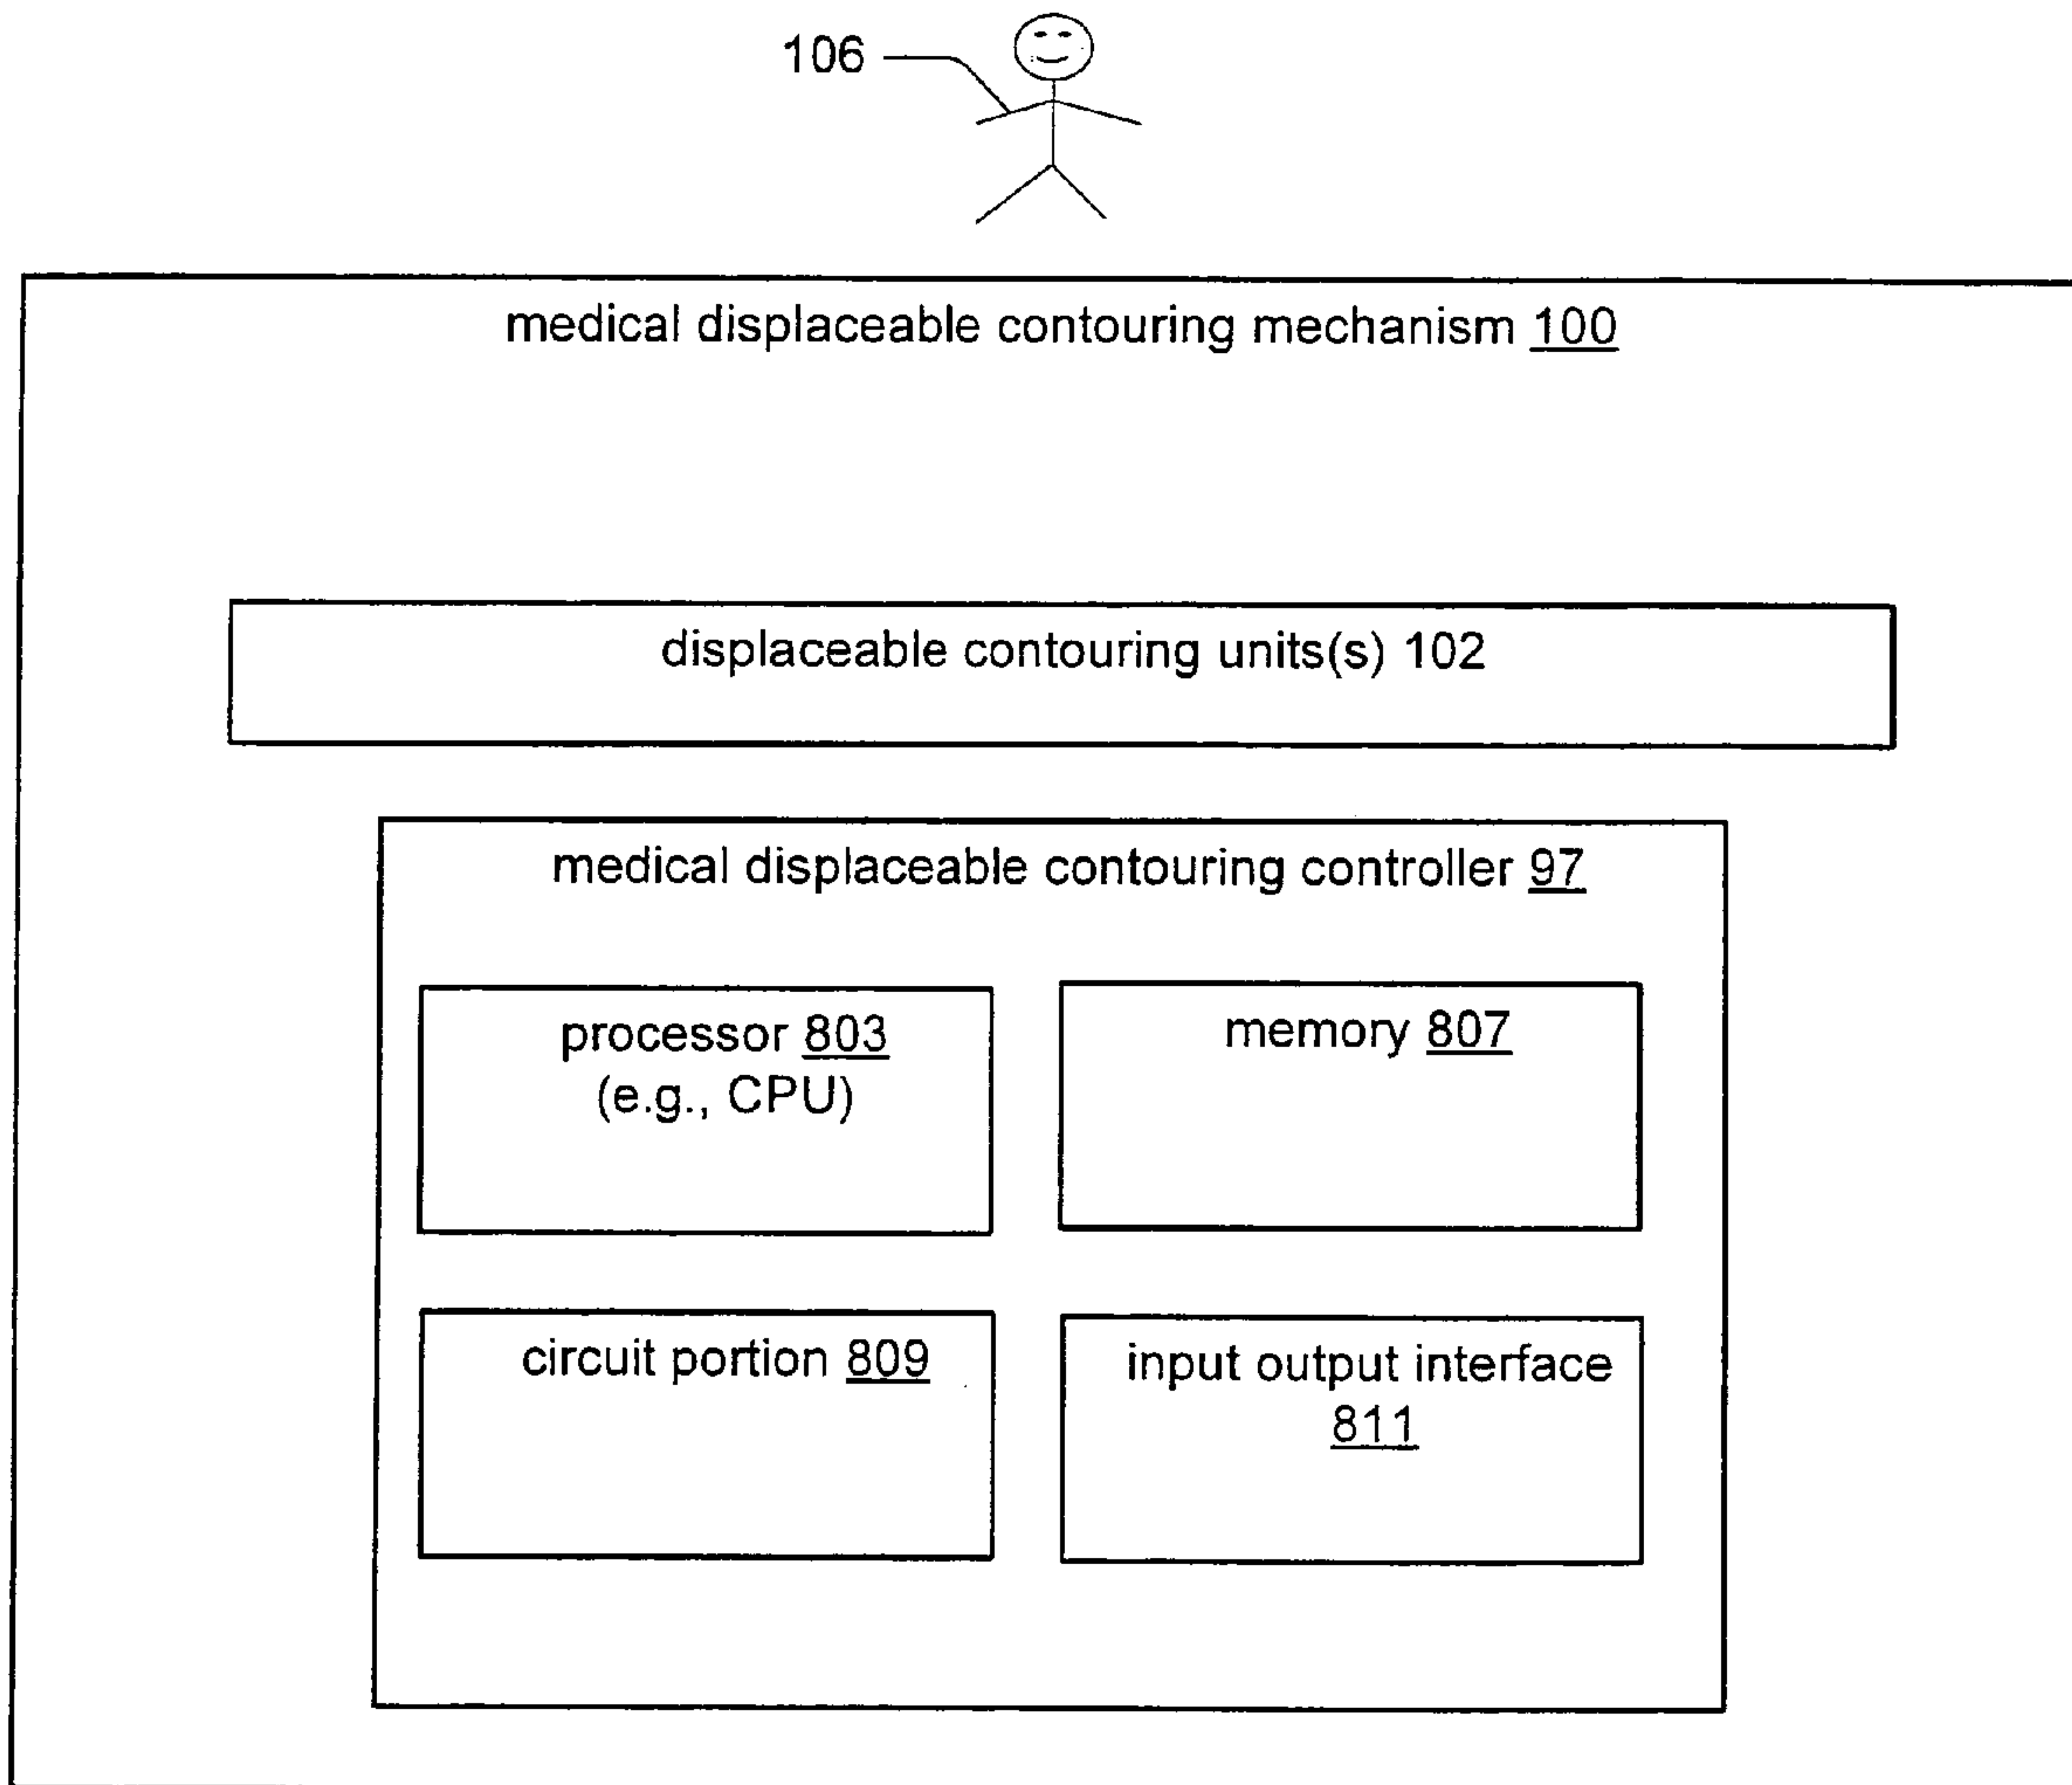 106
medical displaceable contouring mechanism 100
displaceable contouring units(s) 102
medical displaceable contouring controller 97
processor 803
(e.g., CPU)
memory 807
circuit portion 809
input output interface
811